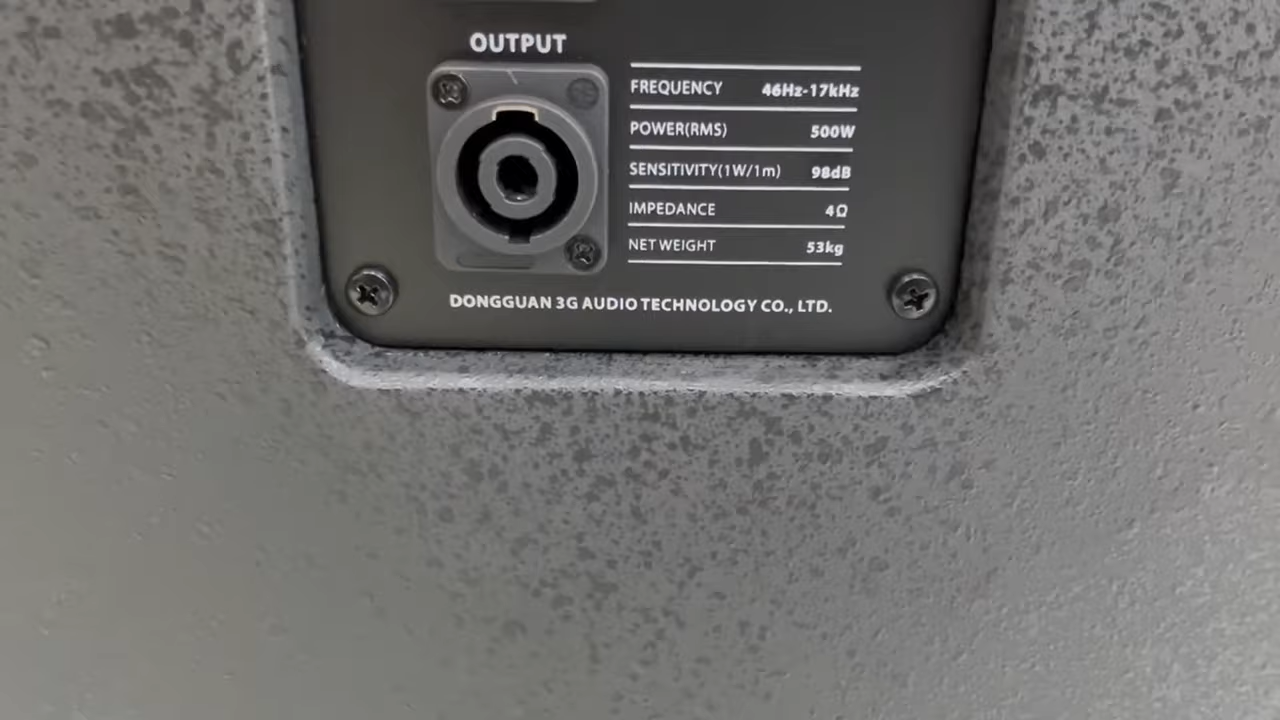 OUTPUT
FREQUENCY 46Hz-17kHz
POWER(RMS) 500W
SENSITIVITY(1W/1m) 98dB
IMPEDANCE 4Ω
NET WEIGHT 53kg
DONGGUAN 3G AUDIO TECHNOLOGY CO., LTD.